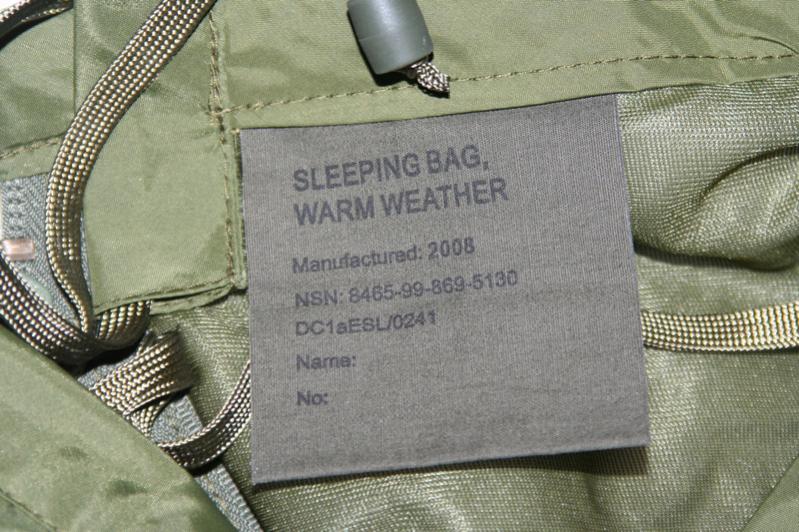 SLEEPING BAG,
WARM WEATHER
Manufactured: 2008
NSN: 8465-99-869-5130
DC1aESL/0241
Name:
No: